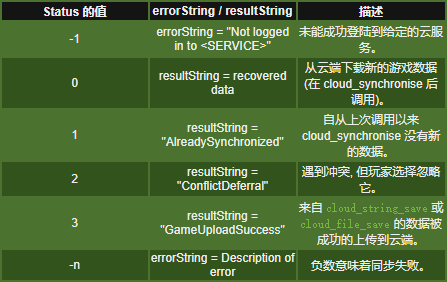 Status 的值 errorString / resultString 描述
-1 errorString = "Not logged in to <SERVICE>" 未能成功登陆到给定的云服务。
0 resultString = recovered data 从云端下载新的游戏数据 (在 cloud_synchronise 后调用)。
1 resultString = "AlreadySynchronized" 自从上次调用以来 cloud_synchronise 没有新的数据。
2 resultString = "ConflictDeferral" 遇到冲突, 但玩家选择忽略它。
3 resultString = "GameUploadSuccess" 来自 cloud_string_save 或 cloud_file_save 的数据被成功的上传到云端。
-n errorString = Description of error 负数意味着同步失败。